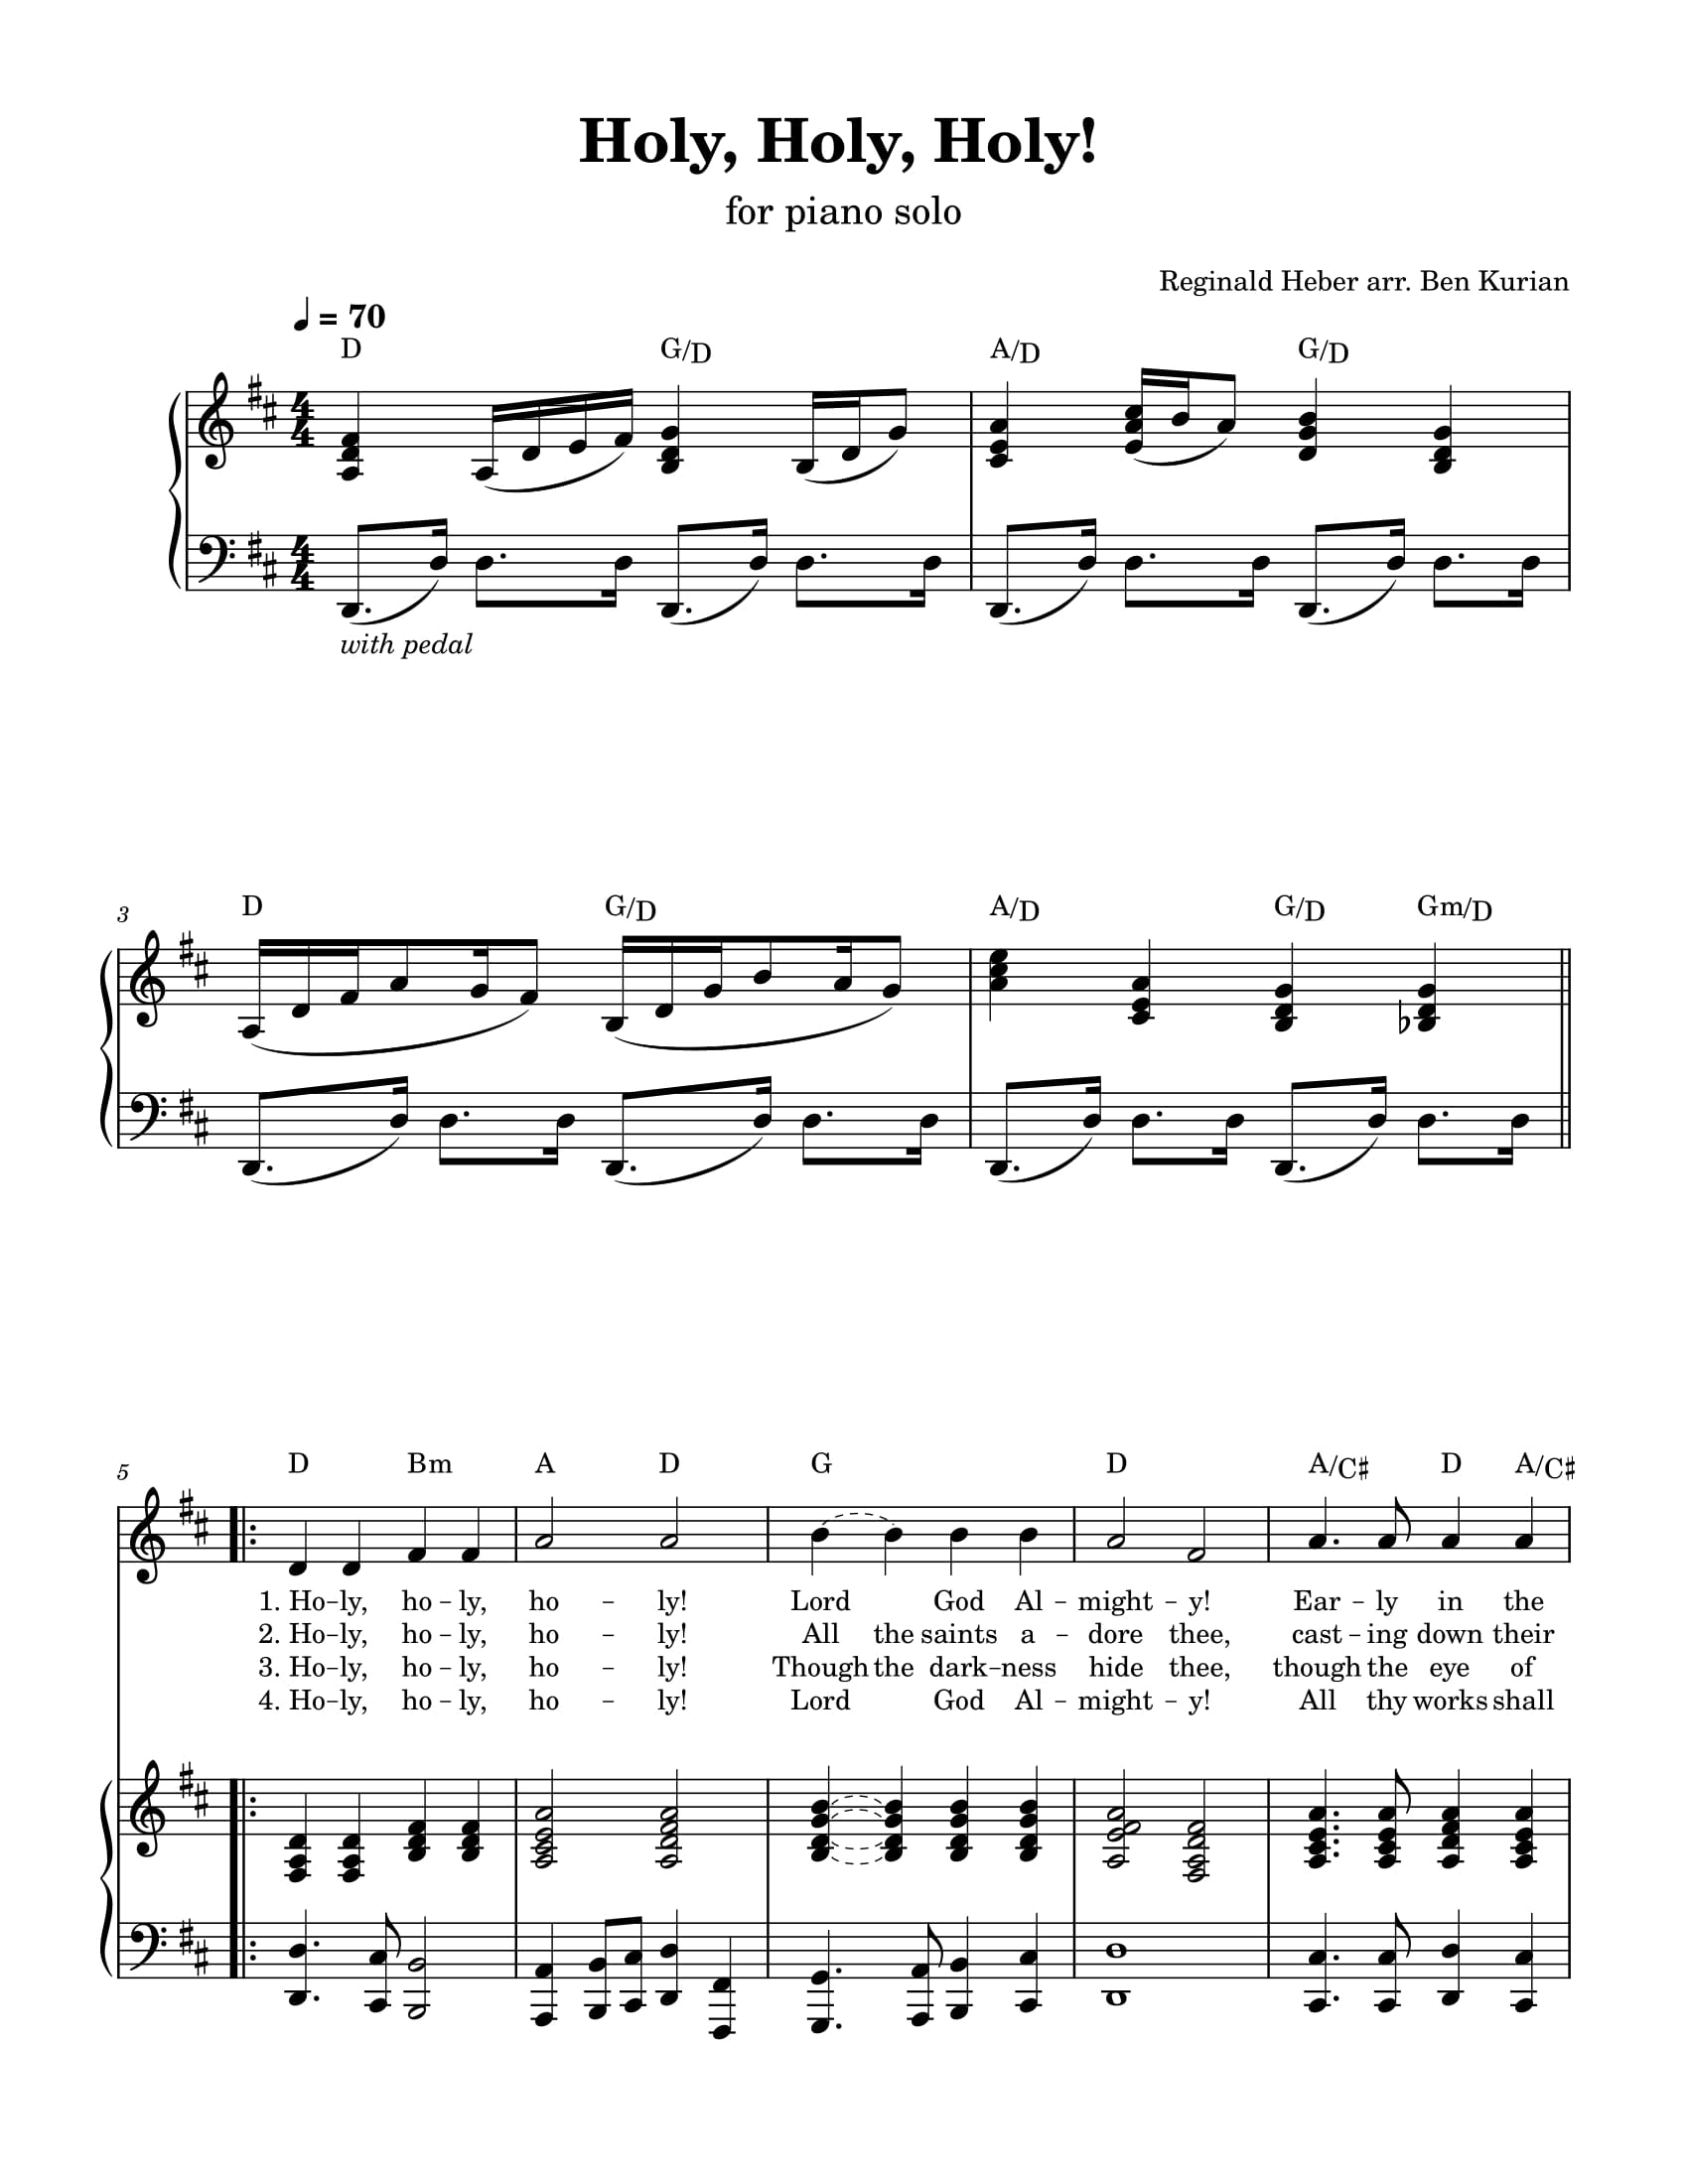 Holy, Holy, Holy!
for piano solo
Reginald Heber arr. Ben Kurian
♩ = 70
D G/D A/D G/D
with pedal
3 D G/D A/D G/D Gm/D
5 D Bm A D G D A/C♯ D A/C♯
1. Ho – ly, ho – ly, ho – ly! Lord God Al – might – y! Ear – ly in the
2. Ho – ly, ho – ly, ho – ly! All the saints a – dore thee, cast – ing down their
3. Ho – ly, ho – ly, ho – ly! Though the dark – ness hide thee, though the eye of
4. Ho – ly, ho – ly, ho – ly! Lord God Al – might – y! All thy works shall